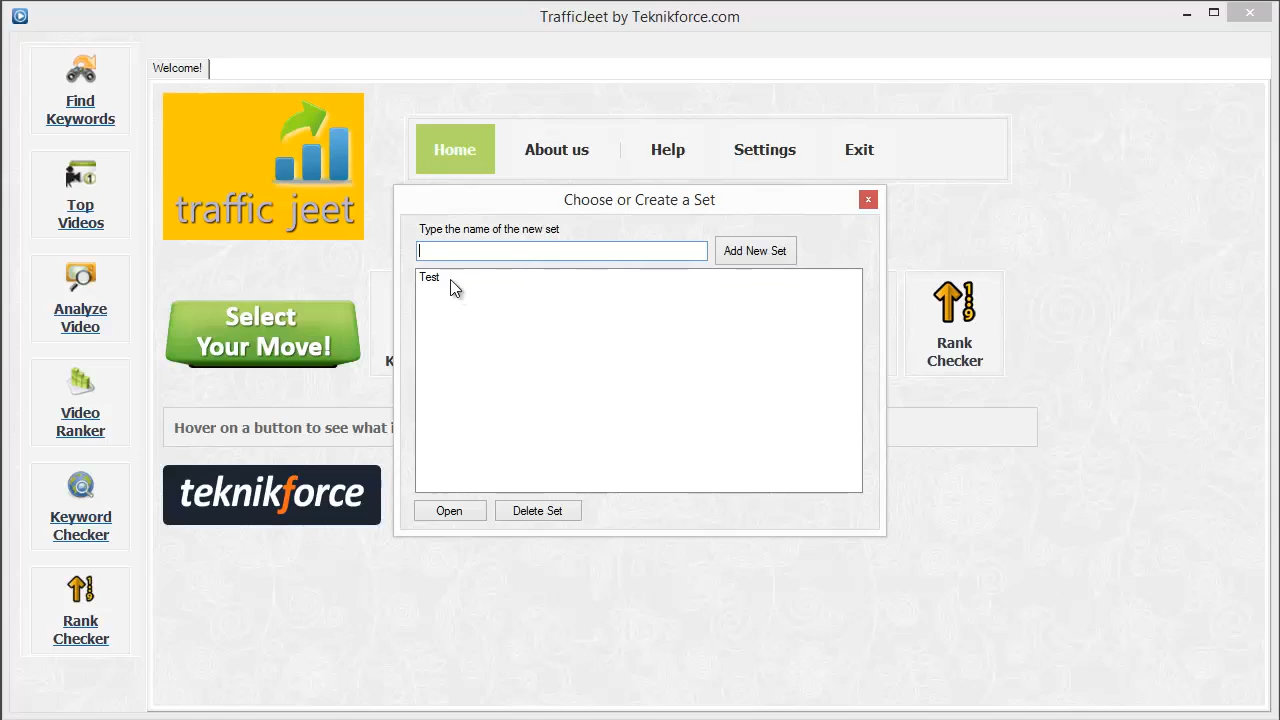 TrafficJeet by Teknikforce.com
Find
Keywords
Top
Videos
Analyze
Video
Video
Ranker
Keyword
Checker
Rank
Checker
Welcome!
traffic jeet
Home
About us
Help
Settings
Exit
Choose or Create a Set
x
Type the name of the new set
Add New Set
Test
Open
Delete Set
Select
Your Move!
K
Rank
Checker
Hover on a button to see what i
teknikforce